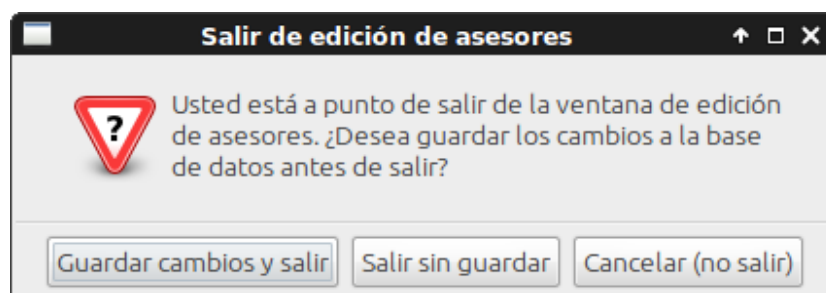 Salir de edición de asesores
?
Usted está a punto de salir de la ventana de edición
de asesores. ¿Desea guardar los cambios a la base
de datos antes de salir?
Guardar cambios y salir Salir sin guardar Cancelar (no salir)